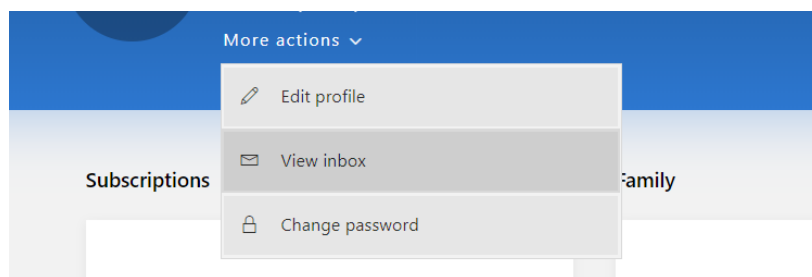 More actions
Edit profile
View inbox
Subscriptions
Family
Change password